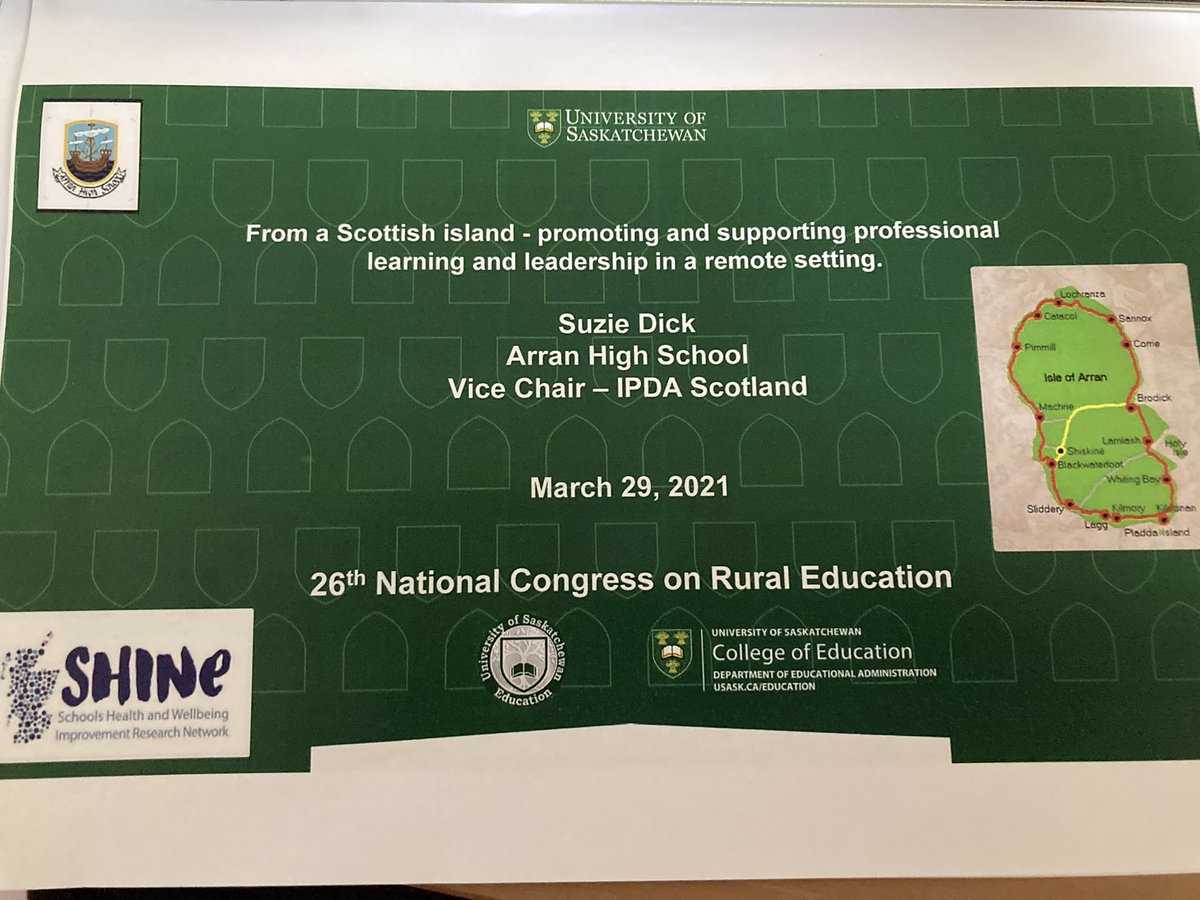 Arran High School
UNIVERSITY OF
SASKATCHEWAN
From a Scottish island - promoting and supporting professional
learning and leadership in a remote setting.
Suzie Dick
Arran High School
Vice Chair – IPDA Scotland
March 29, 2021
26th National Congress on Rural Education
Lochranza
Catacol
Sannox
Pirnmill
Corrie
Isle of Arran
Machrie
Brodick
Lamlash
Holy
Isle
Shiskine
Blackwaterfoot
Whiting Bay
Sliddery
Kilmory
Kildonan
Lagg
Pladda Island
SHINe
Schools Health and Wellbeing
Improvement Research Network
University of Saskatchewan
Education
UNIVERSITY OF SASKATCHEWAN
College of Education
DEPARTMENT OF EDUCATIONAL ADMINISTRATION
USASK.CA/EDUCATION